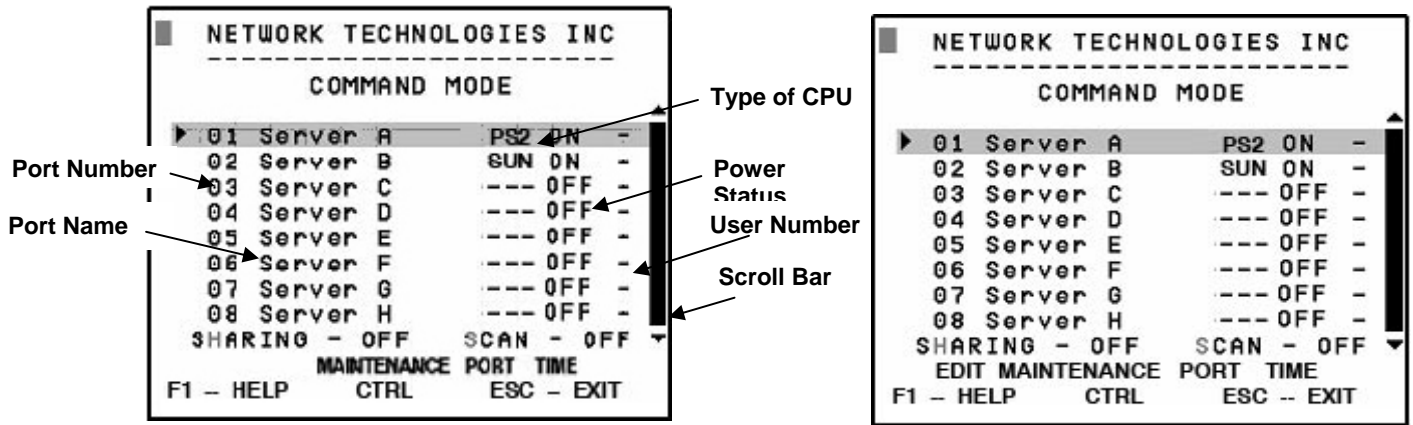 NETWORK TECHNOLOGIES INC
--------------------------
COMMAND MODE
01 Server A PS2 ON -
02 Server B SUN ON -
03 Server C --- OFF -
04 Server D --- OFF -
05 Server E --- OFF -
06 Server F --- OFF -
07 Server G --- OFF -
08 Server H --- OFF -
SHARING - OFF SCAN - OFF
MAINTENANCE PORT TIME
F1 -- HELP CTRL ESC - EXIT
Port Number
Port Name
Type of CPU
Power
Status
User Number
Scroll Bar
NETWORK TECHNOLOGIES INC
--------------------------
COMMAND MODE
01 Server A PS2 ON -
02 Server B SUN ON -
03 Server C --- OFF -
04 Server D --- OFF -
05 Server E --- OFF -
06 Server F --- OFF -
07 Server G --- OFF -
08 Server H --- OFF -
SHARING - OFF SCAN - OFF
EDIT MAINTENANCE PORT TIME
F1 -- HELP CTRL ESC -- EXIT